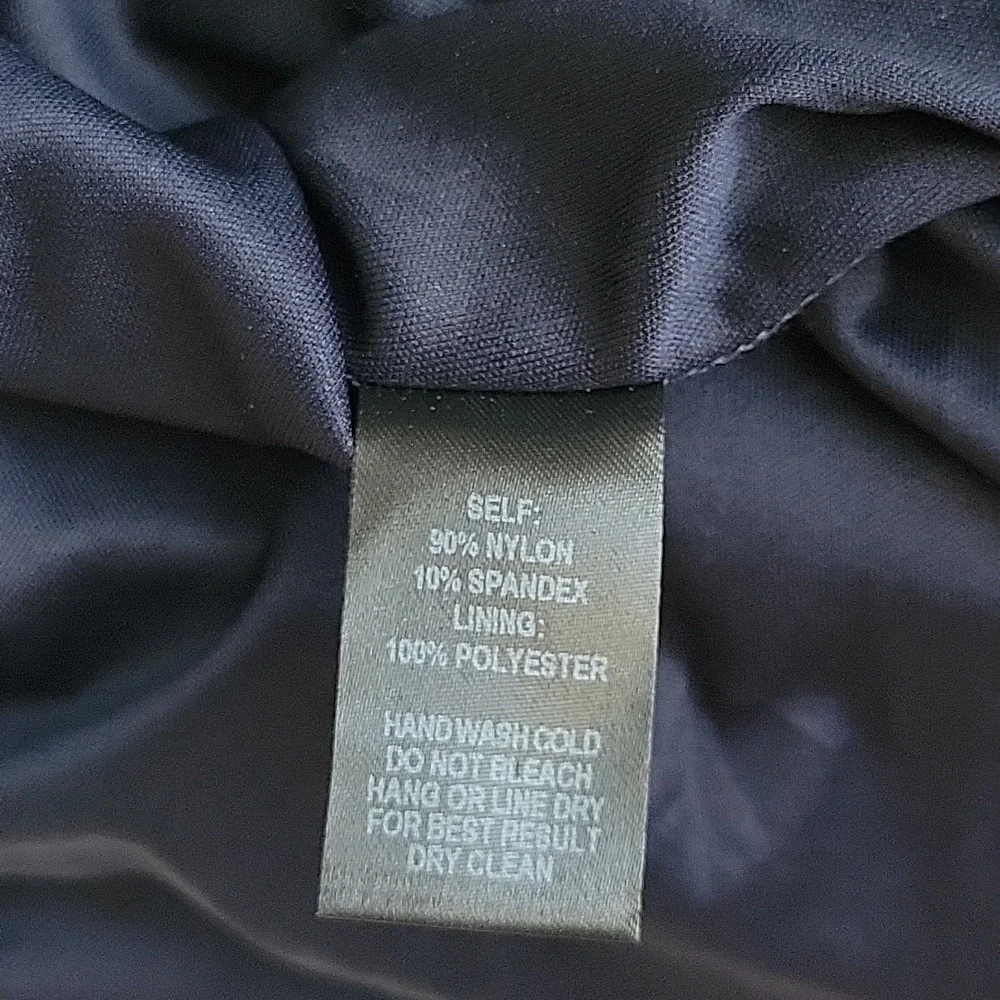 SELF:
90% NYLON
10% SPANDEX
LINING:
100% POLYESTER
HAND WASH COLD
DO NOT BLEACH
HANG OR LINE DRY
FOR BEST RESULT
DRY CLEAN